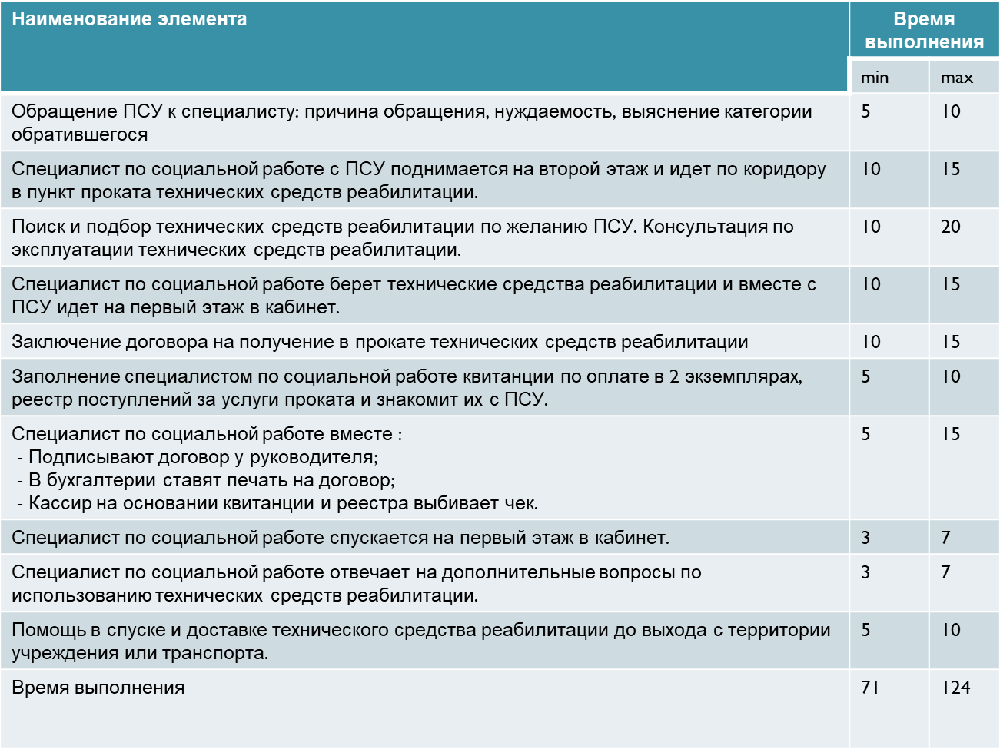 Наименование элемента
Время
выполнения
min
max
Обращение ПСУ к специалисту: причина обращения, нуждаемость, выяснение категории
обратившегося
5
10
Специалист по социальной работе с ПСУ поднимается на второй этаж и идет по коридору
в пункт проката технических средств реабилитации.
10
15
Поиск и подбор технических средств реабилитации по желанию ПСУ. Консультация по
эксплуатации технических средств реабилитации.
10
20
Специалист по социальной работе берет технические средства реабилитации и вместе с
ПСУ идет на первый этаж в кабинет.
10
15
Заключение договора на получение в прокате технических средств реабилитации
10
15
Заполнение специалистом по социальной работе квитанции по оплате в 2 экземплярах,
реестр поступлений за услуги проката и знакомит их с ПСУ.
5
10
Специалист по социальной работе вместе :
- Подписывают договор у руководителя;
- В бухгалтерии ставят печать на договор;
- Кассир на основании квитанции и реестра выбивает чек.
5
15
Специалист по социальной работе спускается на первый этаж в кабинет.
3
7
Специалист по социальной работе отвечает на дополнительные вопросы по
использованию технических средств реабилитации.
3
7
Помощь в спуске и доставке технического средства реабилитации до выхода с территории
учреждения или транспорта.
5
10
Время выполнения
71
124